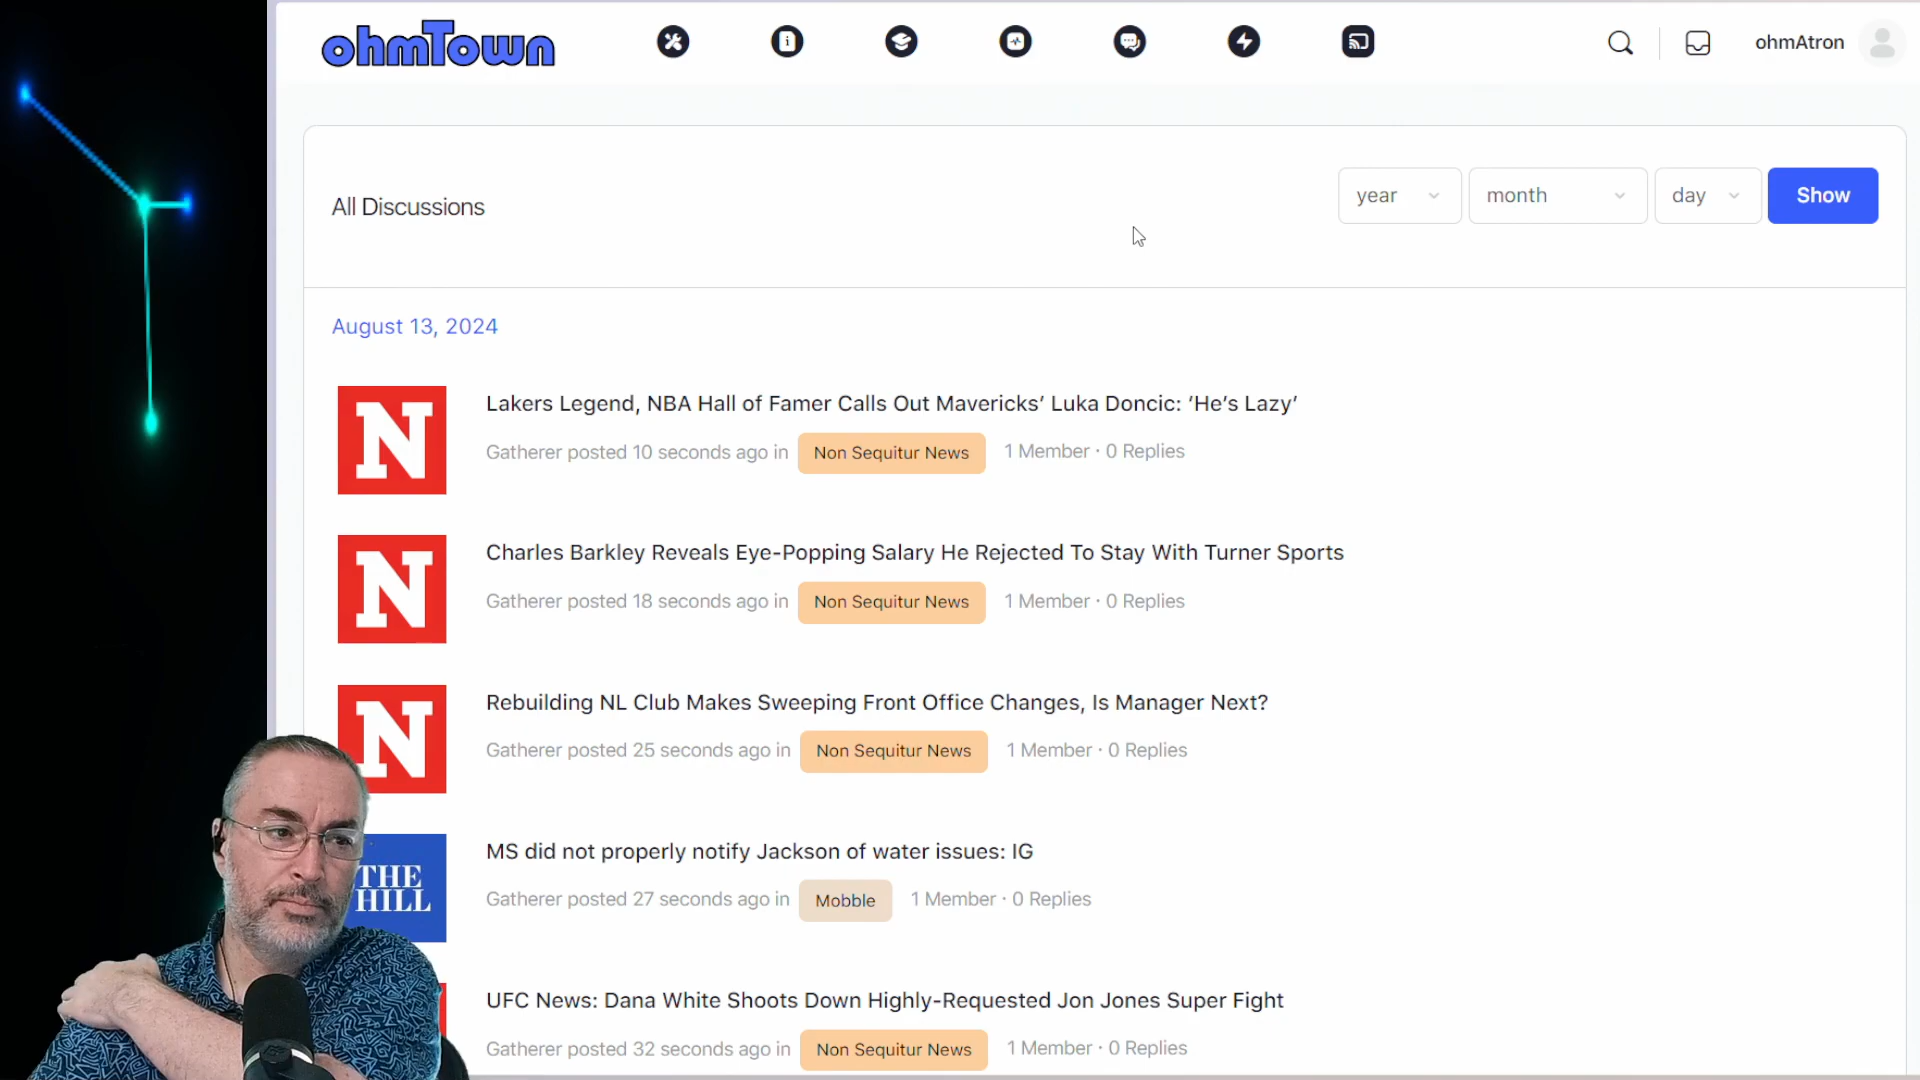 ohmTown
ohmAtron
All Discussions
year
month
day
Show
August 13, 2024
N
Lakers Legend, NBA Hall of Famer Calls Out Mavericks’ Luka Doncic: ‘He’s Lazy’
Gatherer posted 10 seconds ago in Non Sequitur News 1 Member · 0 Replies
N
Charles Barkley Reveals Eye-Popping Salary He Rejected To Stay With Turner Sports
Gatherer posted 18 seconds ago in Non Sequitur News 1 Member · 0 Replies
N
Rebuilding NL Club Makes Sweeping Front Office Changes, Is Manager Next?
Gatherer posted 25 seconds ago in Non Sequitur News 1 Member · 0 Replies
THE
HILL
MS did not properly notify Jackson of water issues: IG
Gatherer posted 27 seconds ago in Mobble 1 Member · 0 Replies
UFC News: Dana White Shoots Down Highly-Requested Jon Jones Super Fight
Gatherer posted 32 seconds ago in Non Sequitur News 1 Member · 0 Replies